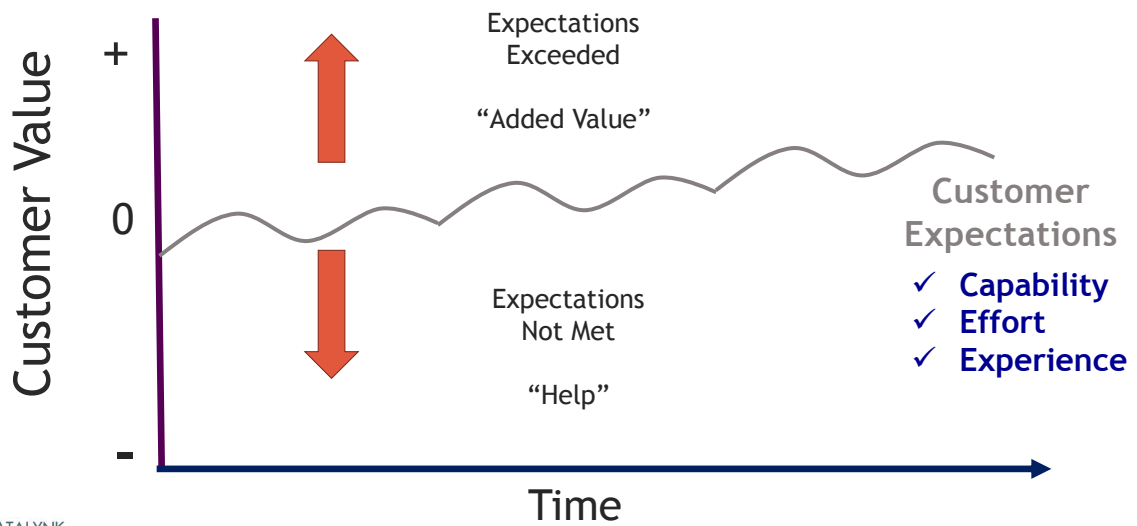 Customer Value
+
0
-
Expectations
Exceeded
“Added Value”
Expectations
Not Met
“Help”
Customer
Expectations
✓ Capability
✓ Effort
✓ Experience
Time